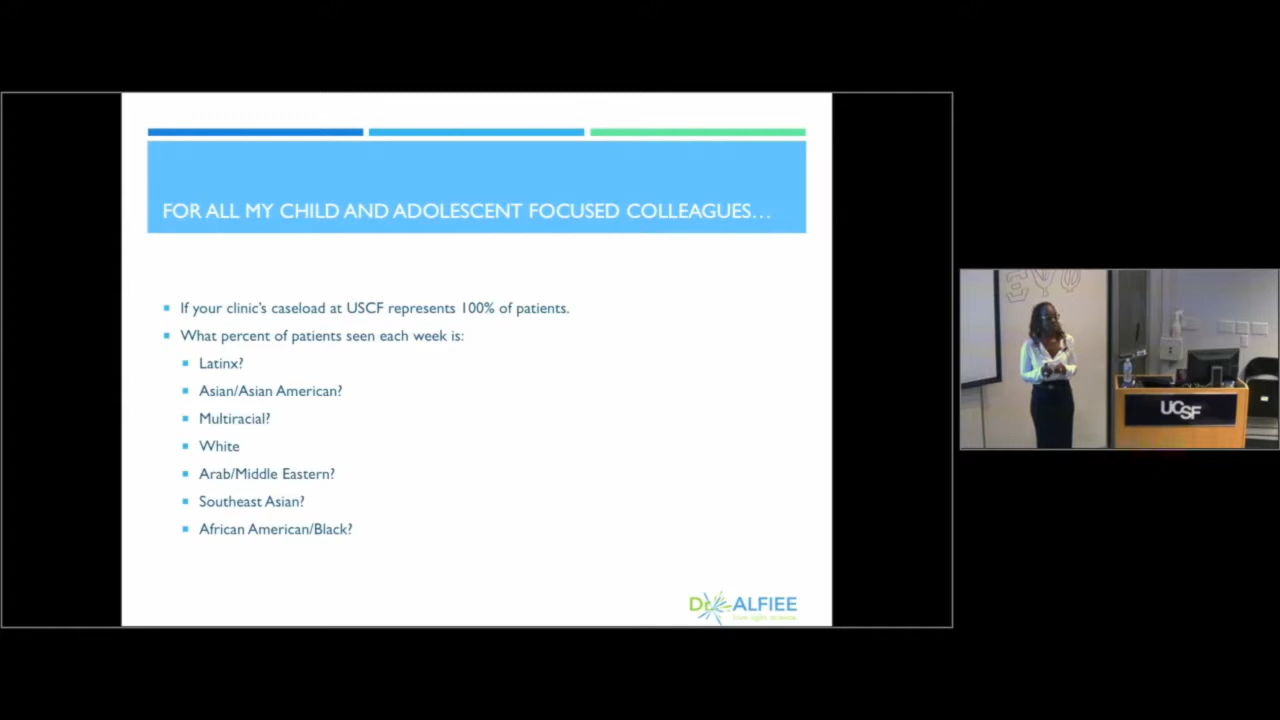 FOR ALL MY CHILD AND ADOLESCENT FOCUSED COLLEAGUES...
If your clinic's caseload at USCF represents 100% of patients.
What percent of patients seen each week is:
Latinx?
Asian/Asian American?
Multiracial?
White
Arab/Middle Eastern?
Southeast Asian?
African American/Black?
Dr ALFIEE
UCSF